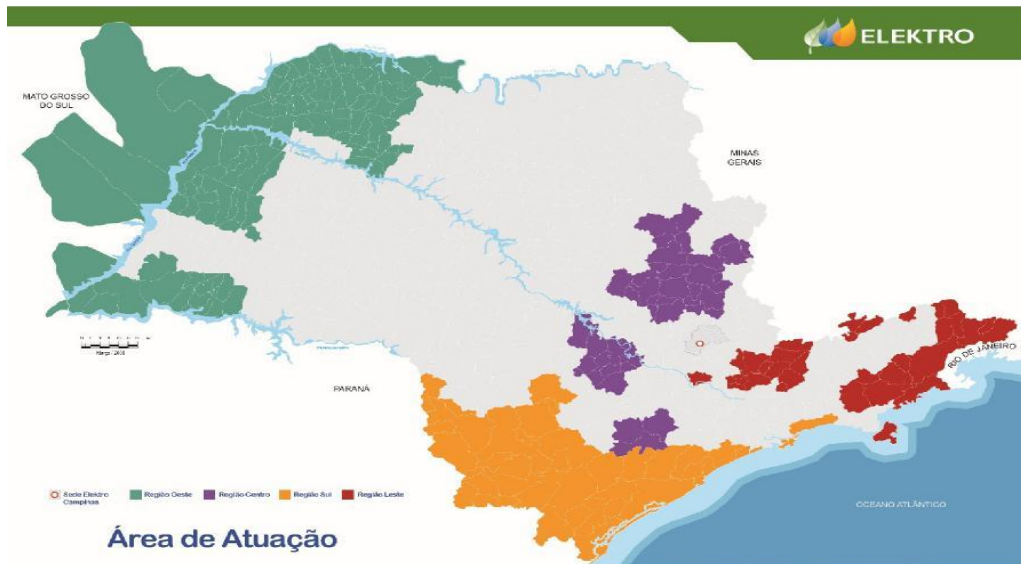 ELEKTRO
MATO GROSSO
DO SUL
MINAS
GERAIS
RIO DE JANEIRO
PARANÁ
Sede Elektro
Campinas
Região Oeste
Região Centro
Região Sul
Região Leste
OCEANO ATLÂNTICO
Área de Atuação